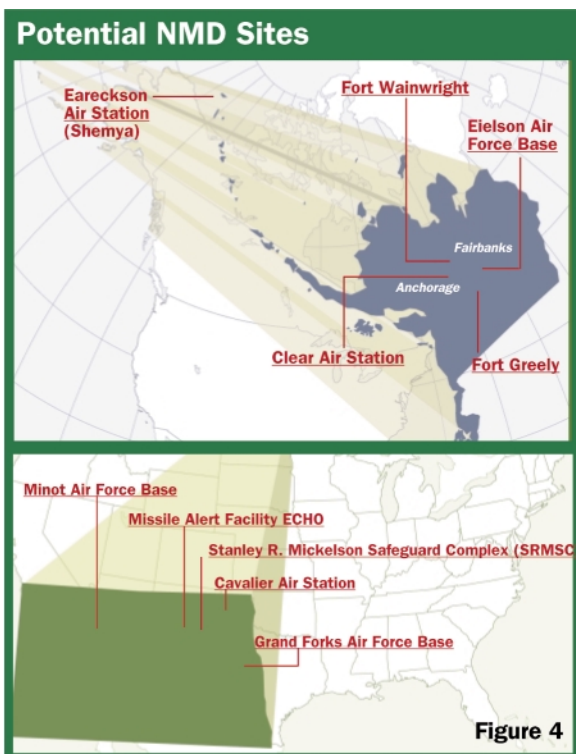 Potential NMD Sites
Eareckson
Air Station
(Shemya)
Fort Wainwright
Eielson Air
Force Base
Fairbanks
Anchorage
Clear Air Station
Fort Greely
Minot Air Force Base
Missile Alert Facility ECHO
Stanley R. Mickelson Safeguard Complex (SRMSC
Cavalier Air Station
Grand Forks Air Force Base
Figure 4